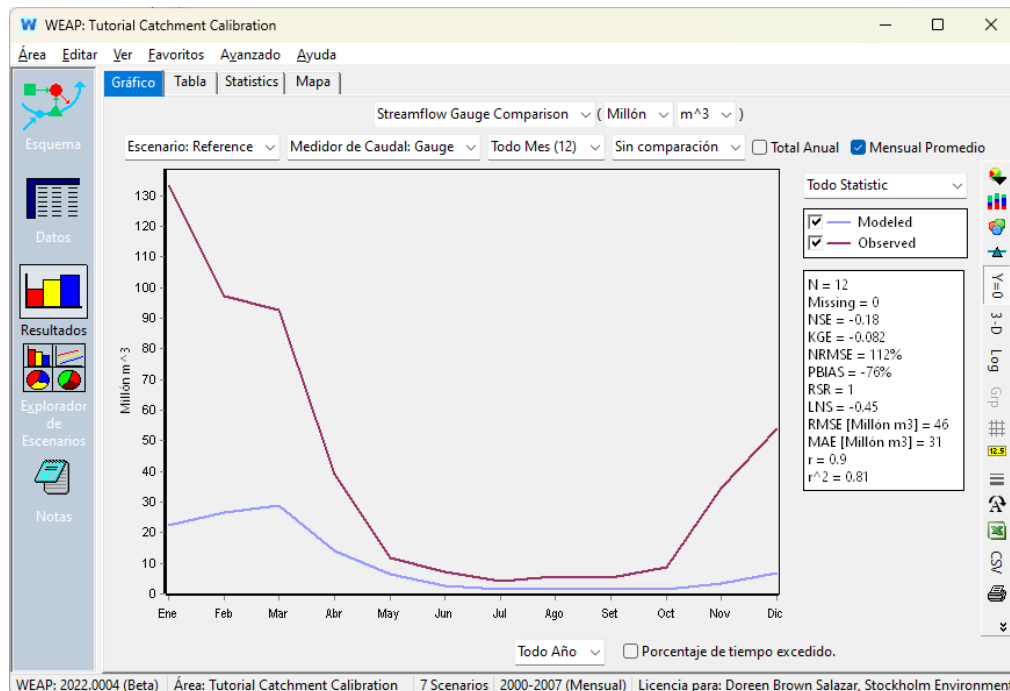 WEAP: Tutorial Catchment Calibration
Área Editar Ver Favoritos Avanzado Ayuda
Gráfico Tabla Statistics Mapa
Streamflow Gauge Comparison ( Millón m^3 )
Escenario: Reference Medidor de Caudal: Gauge Todo Mes (12) Sin comparación Total Anual Mensual Promedio
Esquema
Datos
Resultados
Explorador
de
Escenarios
Notas
Millón m^3
130
120
110
100
90
80
70
60
50
40
30
20
10
0
Ene Feb Mar Abr May Jun Jul Ago Set Oct Nov Dic
Todo Statistic
Modeled
Observed
N = 12
Missing = 0
NSE = -0.18
KGE = -0.082
NRMSE = 112%
PBIAS = -76%
RSR = 1
LNS = -0.45
RMSE [Millón m3] = 46
MAE [Millón m3] = 31
r = 0.9
r^2 = 0.81
Y=0
3-D
Log
Grp
12.5
A
CSV
Todo Año Porcentaje de tiempo excedido.
WEAP: 2022.0004 (Beta) Área: Tutorial Catchment Calibration 7 Scenarios 2000-2007 (Mensual) Licencia para: Doreen Brown Salazar, Stockholm Environment